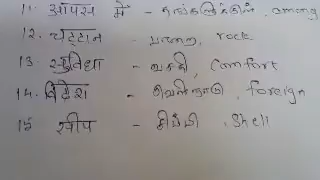 11. आपस में - தங்களுக்குள், among
12. चट्टान - பாறை, rock
13. सुविधा - வசதி, Comfort
14. विदेश - வெளிநாடு, foreign
15 सीप - சிப்பி, Shell